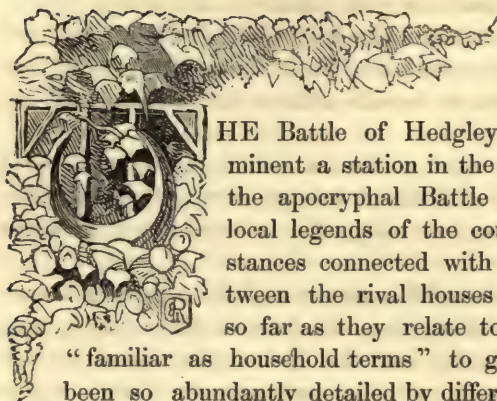 THE Battle of Hedgley
minent a station in the
the apocryphal Battle
local legends of the cou
stances connected with
tween the rival houses
so far as they relate to
“familiar as household terms” to g
been so abundantly detailed by differ